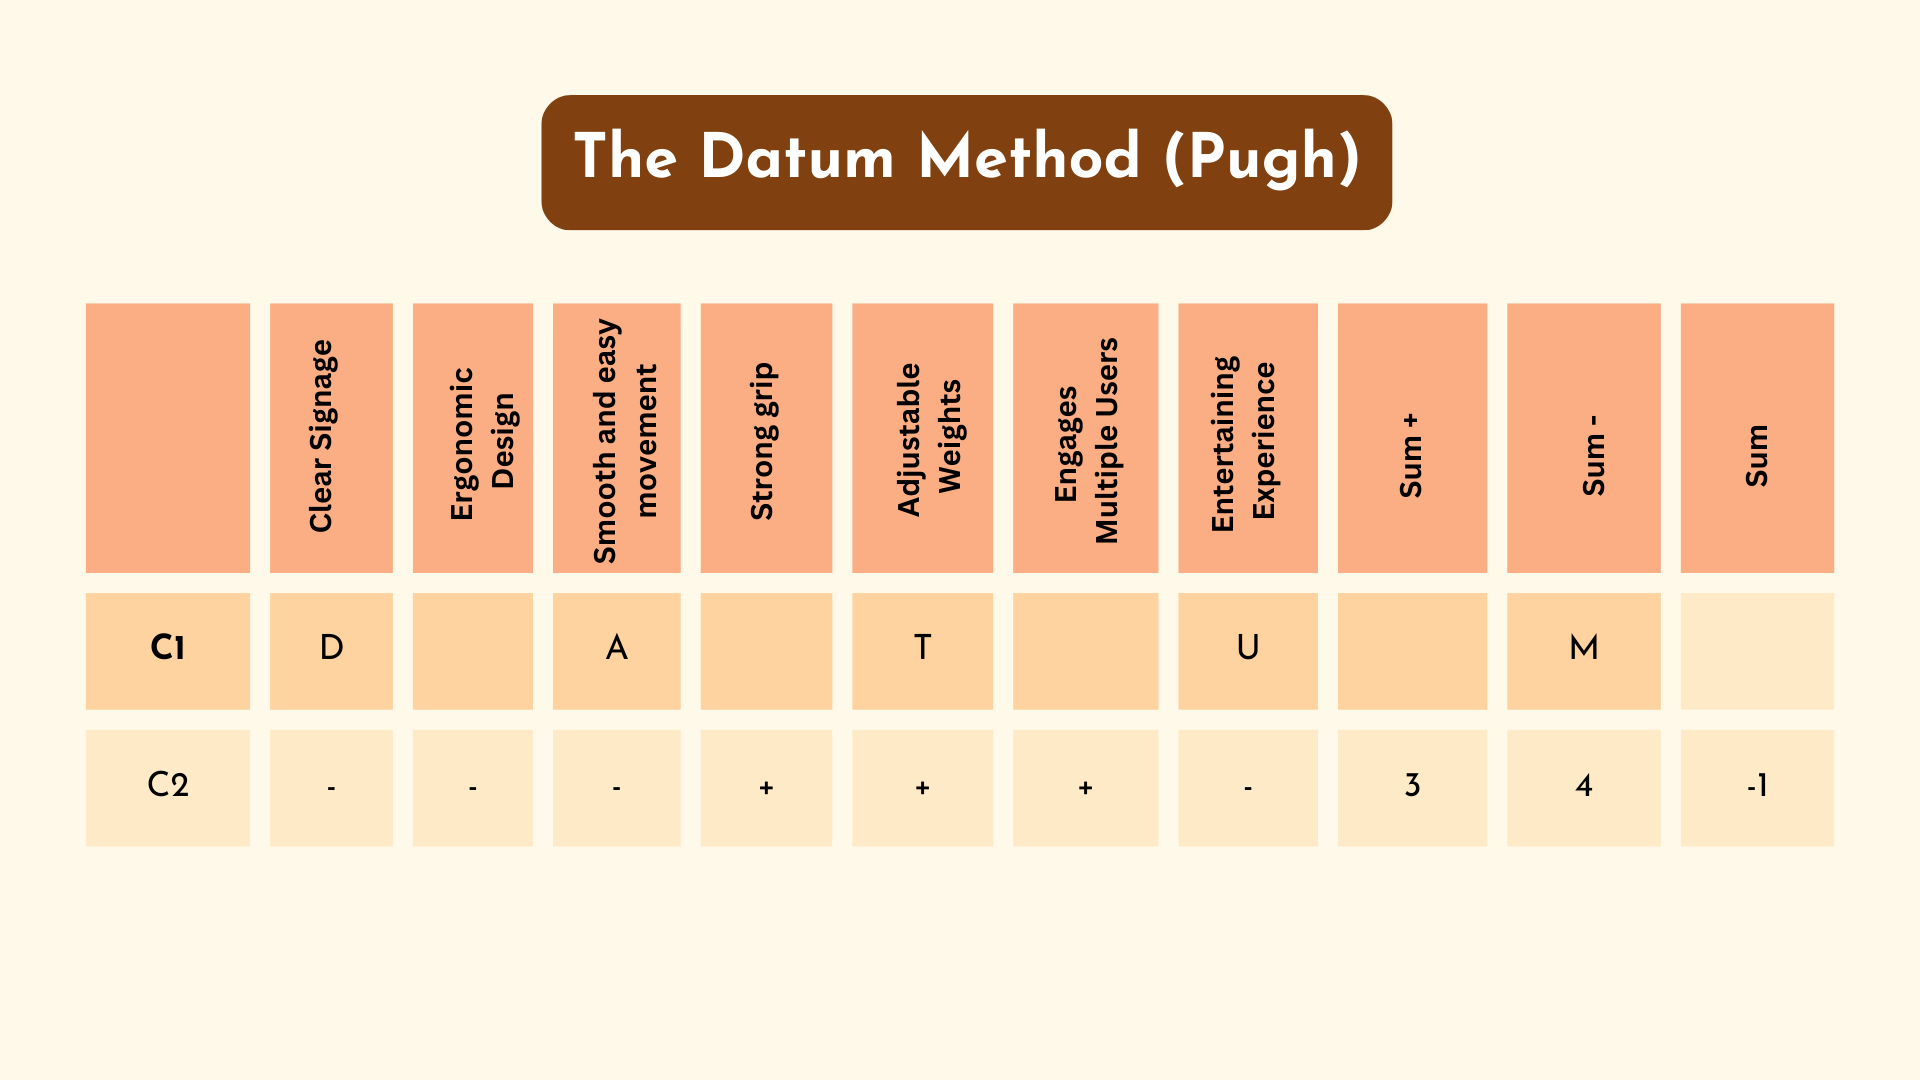 The Datum Method (Pugh)
Clear Signage
Ergonomic
Design
Smooth and easy
movement
Strong grip
Adjustable
Weights
Engages
Multiple Users
Entertaining
Experience
Sum +
Sum -
Sum
C1 D A T U M
C2 - - - + + + - 3 4 -1